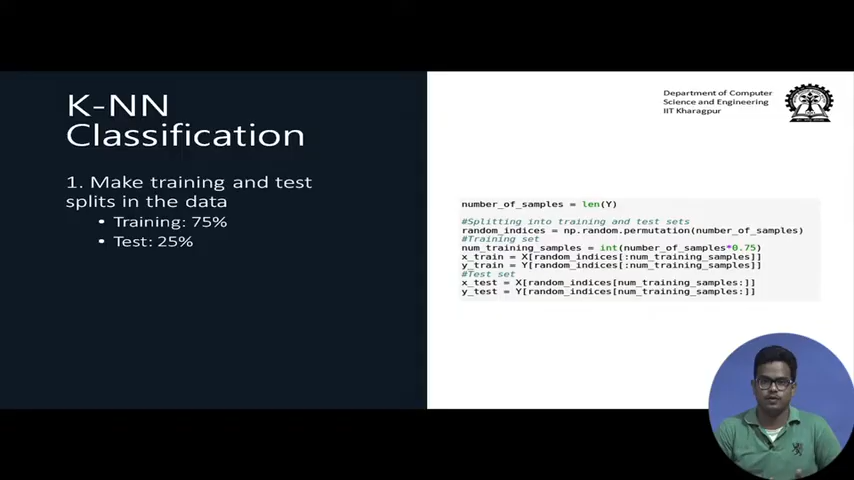 K-NN
Classification
1. Make training and test
splits in the data
• Training: 75%
• Test: 25%
Department of Computer
Science and Engineering
IIT Kharagpur
number_of_samples = len(Y)
#Splitting into training and test sets
random_indices = np.random.permutation(number_of_samples)
#Training set
num_training_samples = int(number_of_samples*0.75)
x_train = X[random_indices[:num_training_samples]]
y_train = Y[random_indices[:num_training_samples]]
#Test set
x_test = X[random_indices[num_training_samples:]]
y_test = Y[random_indices[num_training_samples:]]